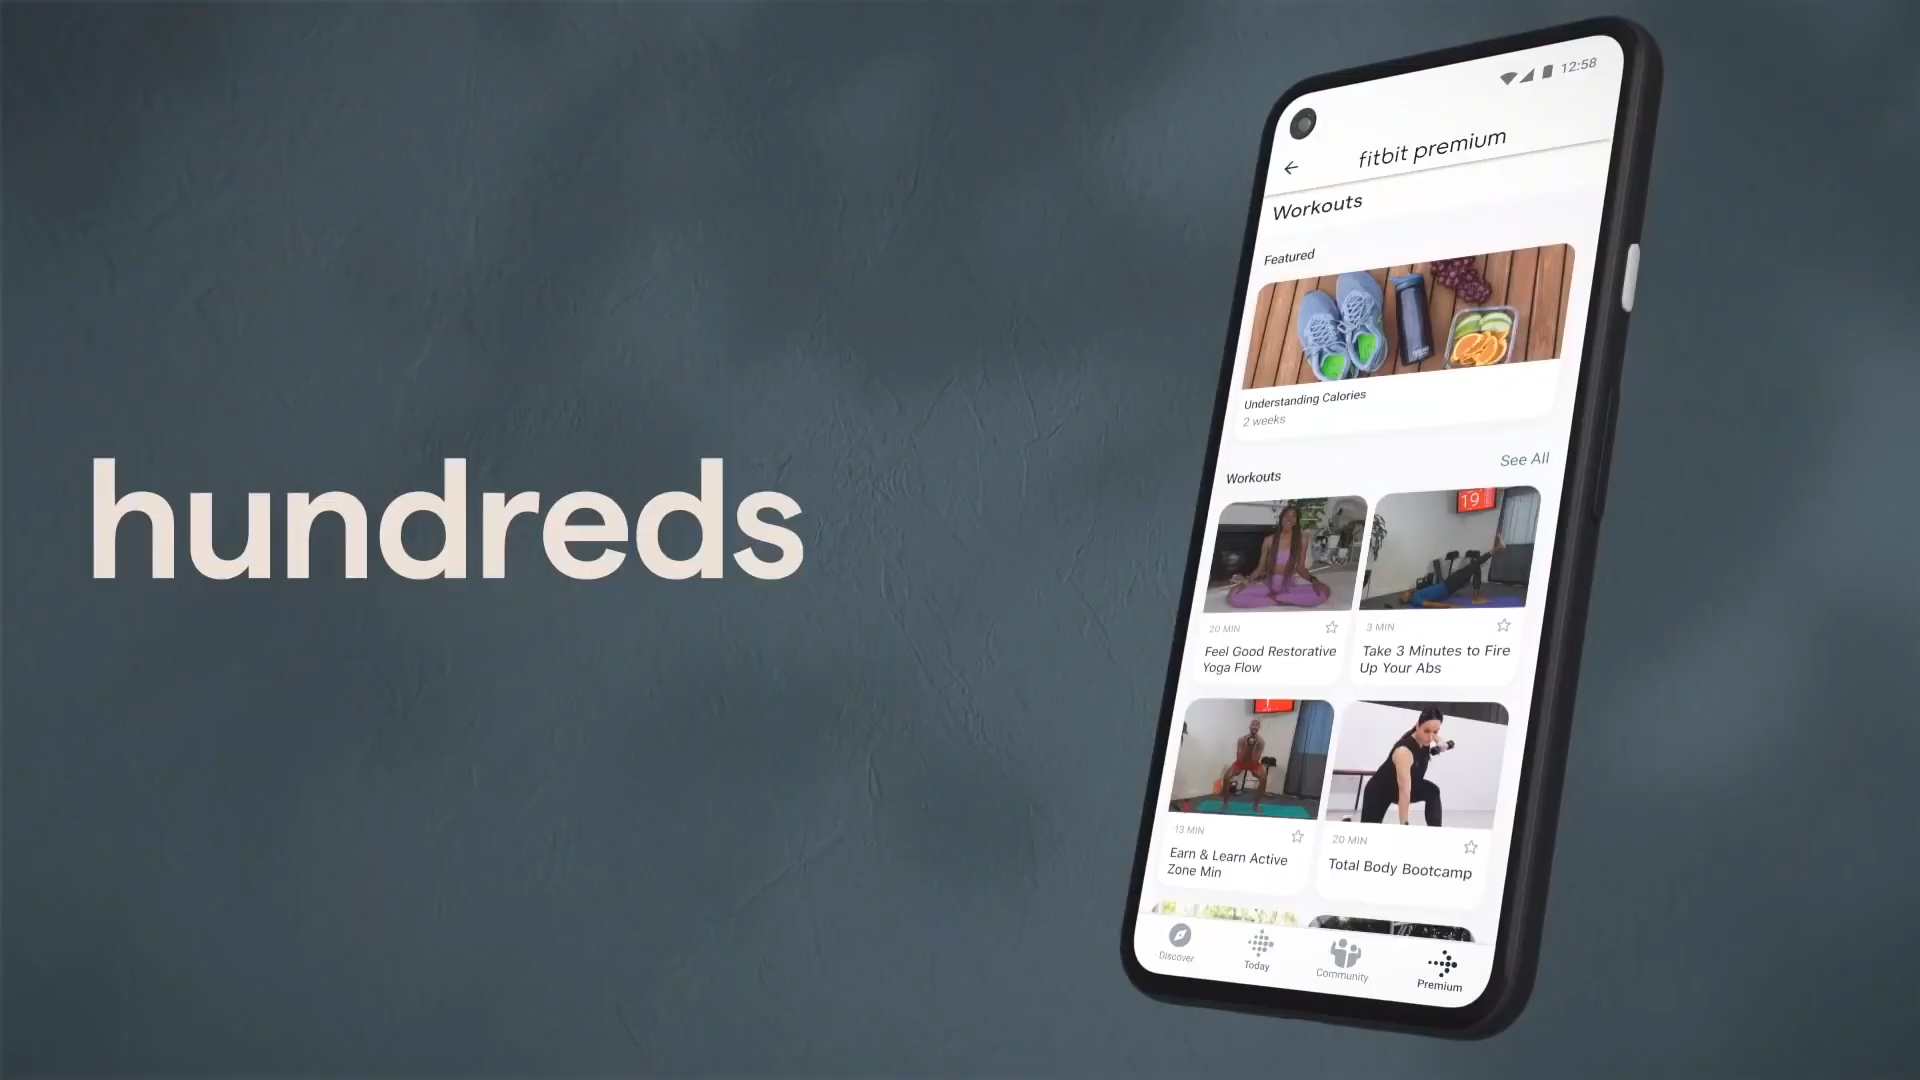 hundreds
12:58
fitbit premium
Workouts
Featured
Understanding Calories
2 weeks
Workouts
See All
19
20 MIN
Feel Good Restorative
Yoga Flow
3 MIN
Take 3 Minutes to Fire
Up Your Abs
13 MIN
Earn & Learn Active
Zone Min
20 MIN
Total Body Bootcamp
Discover
Today
Community
Premium